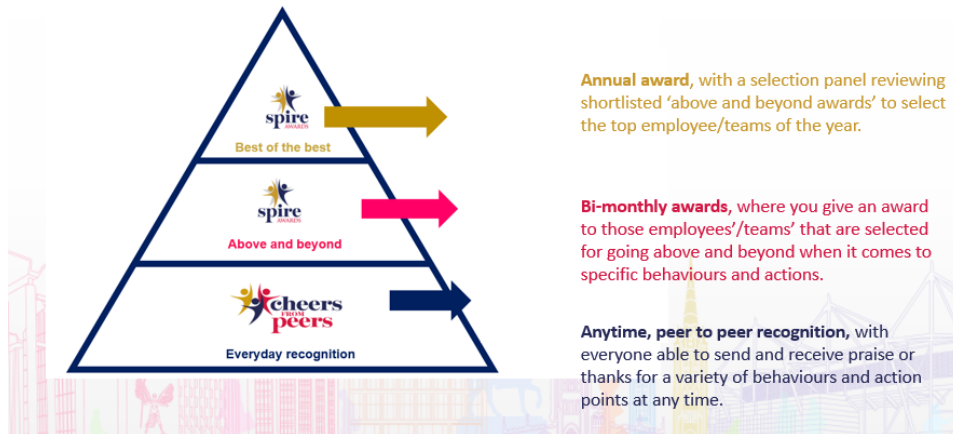 spire
AWARDS
Best of the best
Annual award, with a selection panel reviewing
shortlisted ‘above and beyond awards’ to select
the top employee/teams of the year.
spire
AWARDS
Above and beyond
Bi-monthly awards, where you give an award
to those employees’/teams’ that are selected
for going above and beyond when it comes to
specific behaviours and actions.
cheers
FROM
peers
Everyday recognition
Anytime, peer to peer recognition, with
everyone able to send and receive praise or
thanks for a variety of behaviours and action
points at any time.